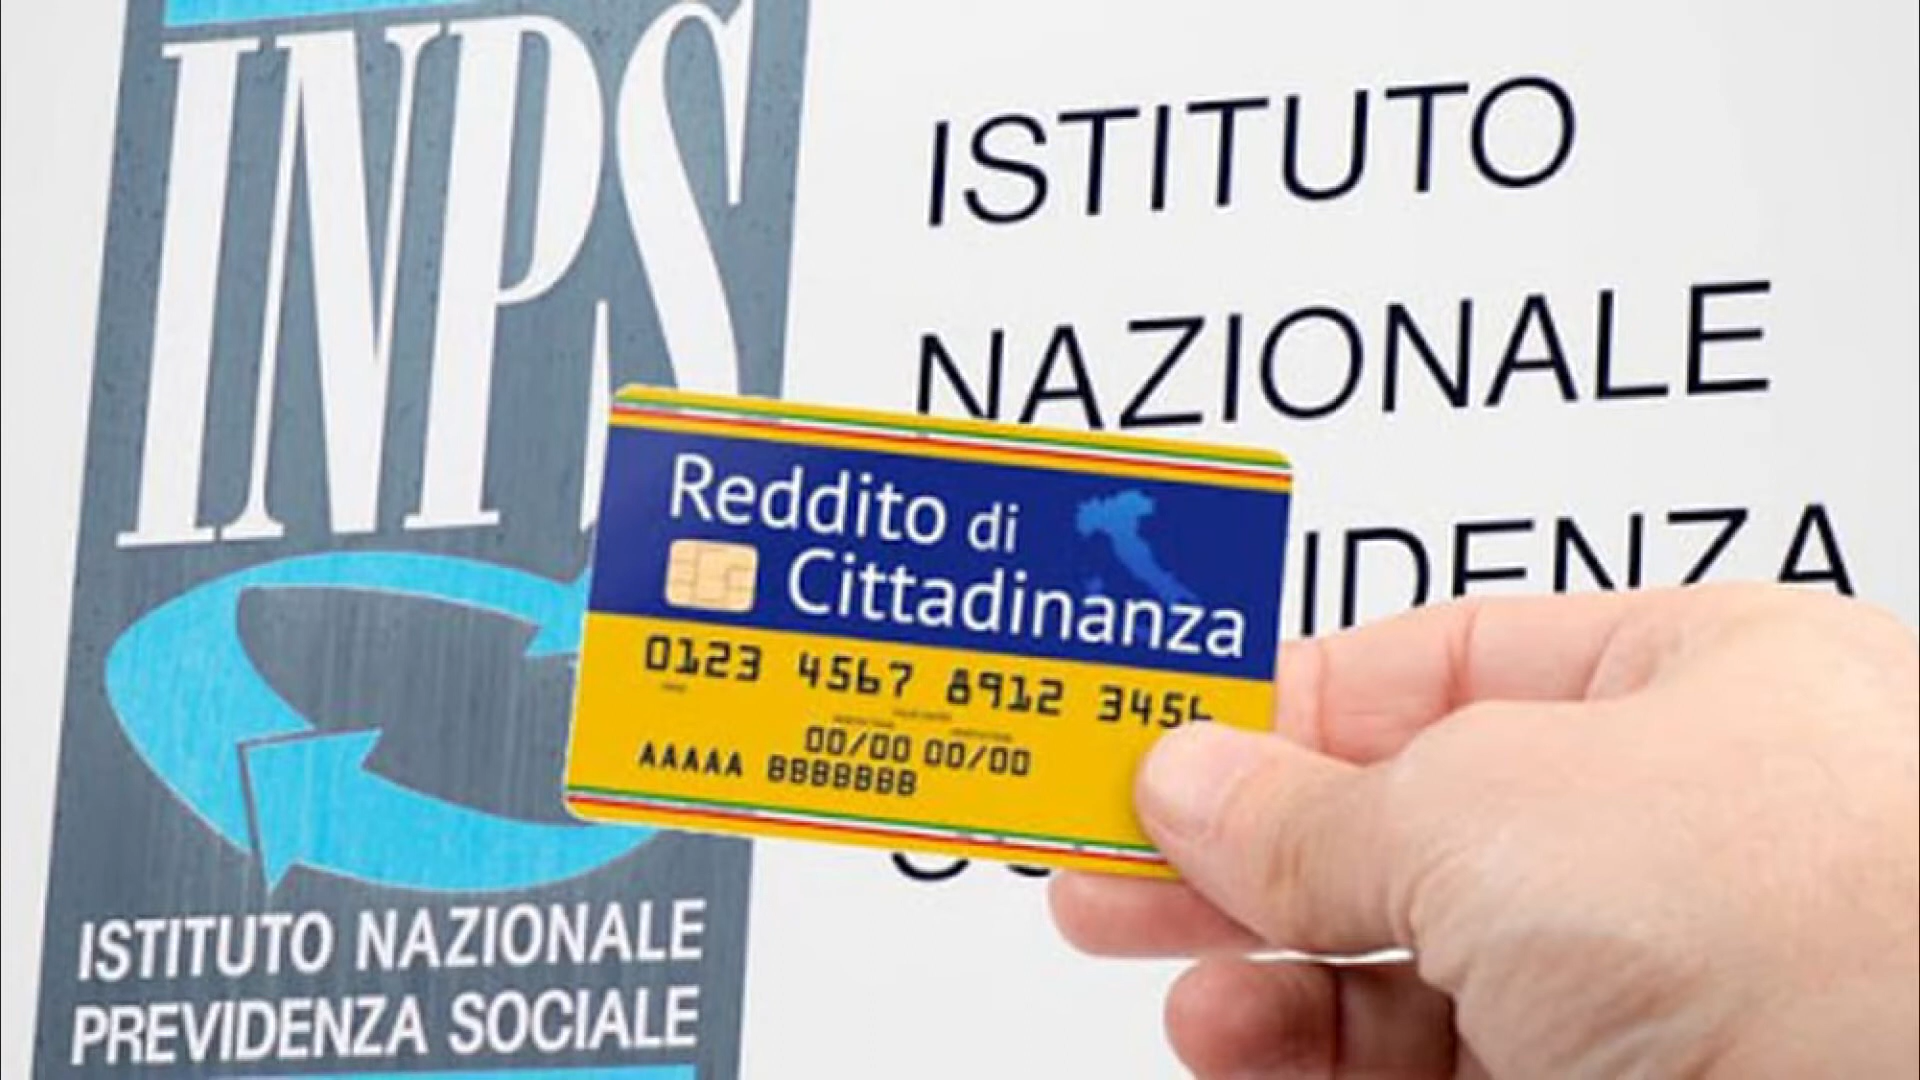 INPS
ISTITUTO NAZIONALE
PREVIDENZA SOCIALE
ISTITUTO
NAZIONALE
IDENZA
Reddito di
Cittadinanza
0123 4567 8912 3456
00/00 00/00
AAAAA BBBBBBB